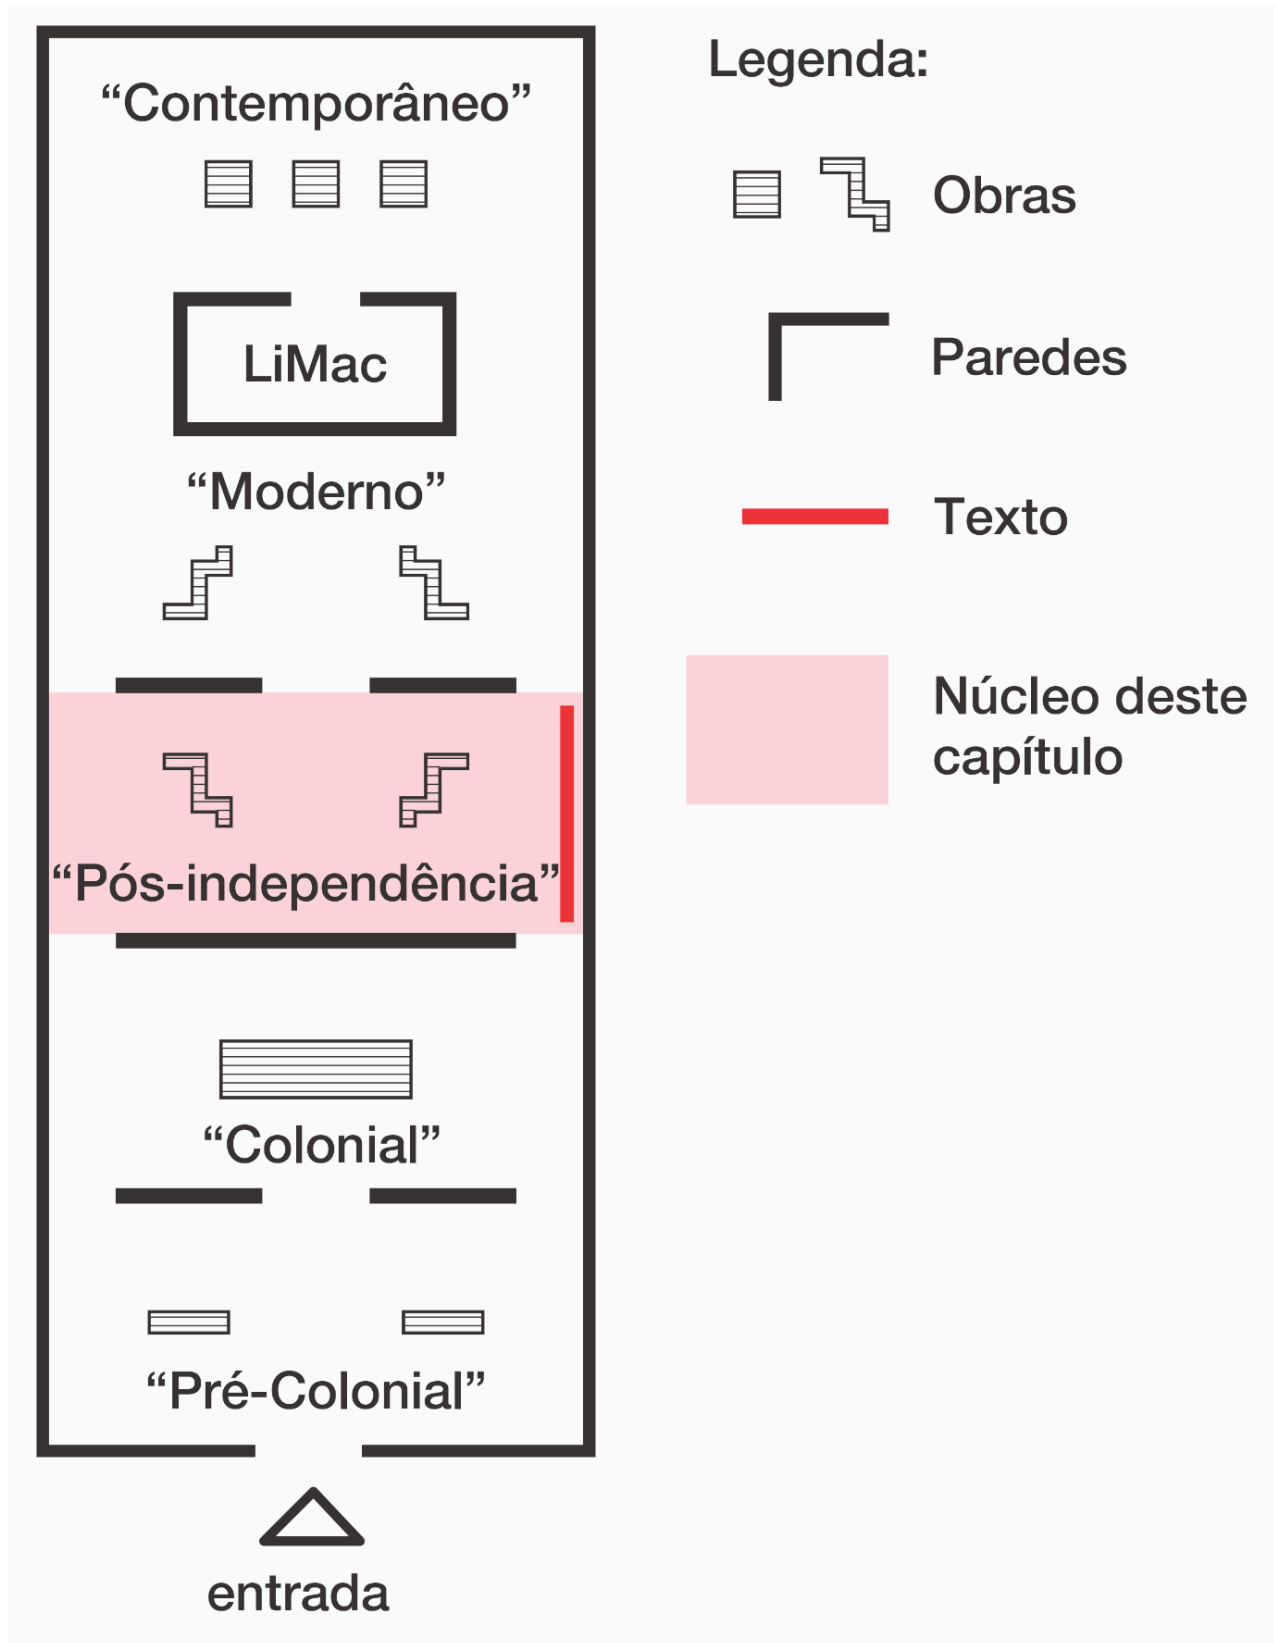 “Contemporâneo”
LiMac
“Moderno”
“Pós-independência”
“Colonial”
“Pré-Colonial”
entrada
Legenda:
Obras
Paredes
Texto
Núcleo deste
capítulo